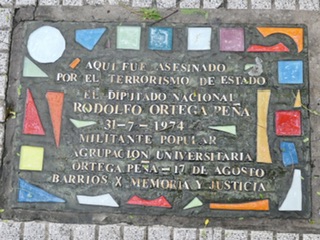 AQUI FUE ASESINADO
POR EL TERRORISMO DE ESTADO
EL DIPUTADO NACIONAL
RODOLFO ORTEGA PEÑA
31-7-1974
MILITANTE POPULAR
AGRUPACIÓN UNIVERSITARIA
ORTEGA PEÑA-17 DE AGOSTO
BARRIOS X MEMORIA Y JUSTICIA